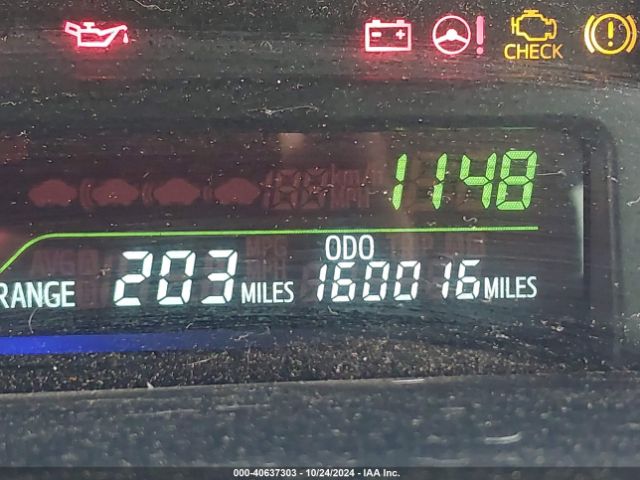 CHECK
1148
ODO
RANGE 203 MILES 160016 MILES
000-40637303 - 10/24/2024 - IAA Inc.